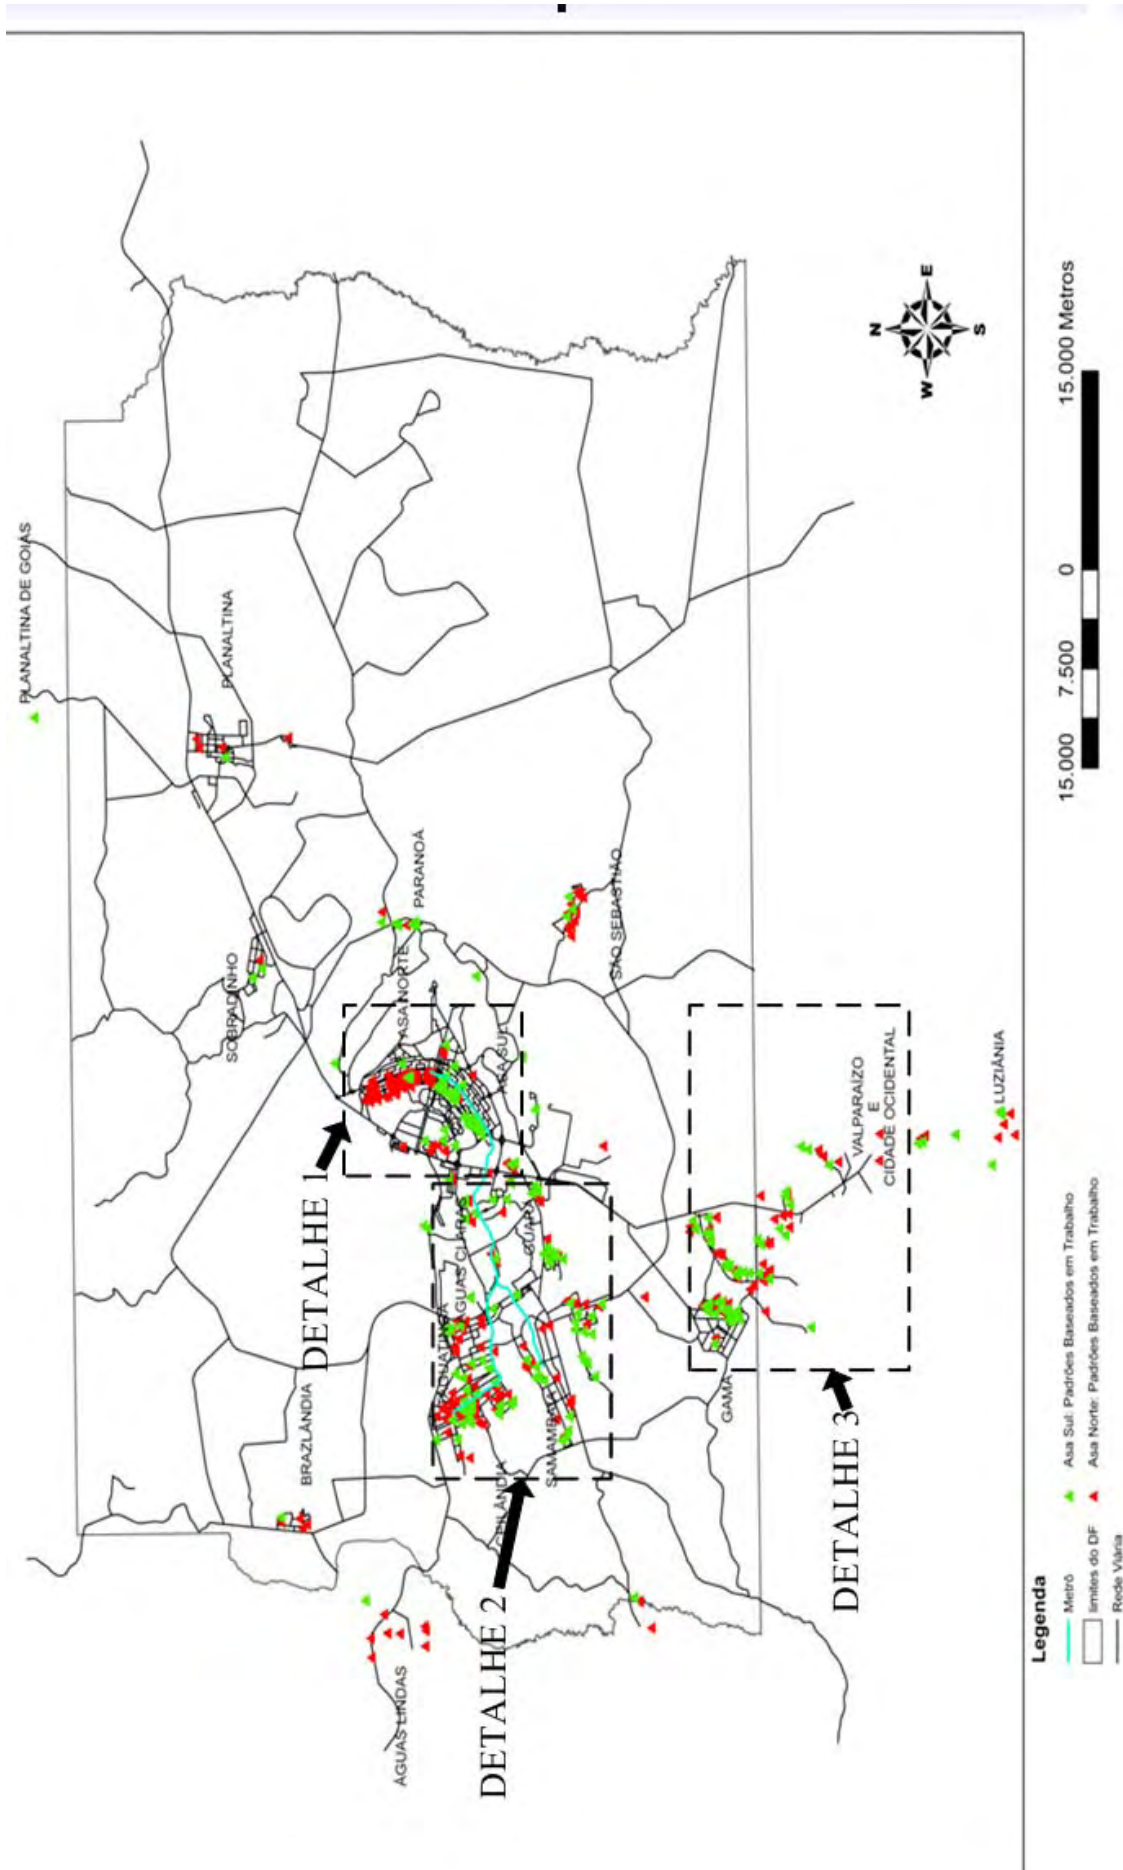 PLANALTINA DE GOIÁS
PLANALTINA
SOBRADINHO
PARANOÁ
ASA NORTE
SÃO SEBASTIÃO
ASA SUL
DETALHE 1
N
W
E
S
BRAZLÂNDIA
TAGUATINGA
ÁGUAS CLARAS
GUARÁ
CEILÂNDIA
SAMAMBAIA
ÁGUAS LINDAS
DETALHE 2
GAMA
VALPARAÍZO
E
CIDADE OCIDENTAL
LUZIÂNIA
DETALHE 3
15.000
7.500
0
15.000 Metros
Legenda
Metrô
limites do DF
Rede Viária
Asa Sul: Padrões Baseados em Trabalho
Asa Norte: Padrões Baseados em Trabalho